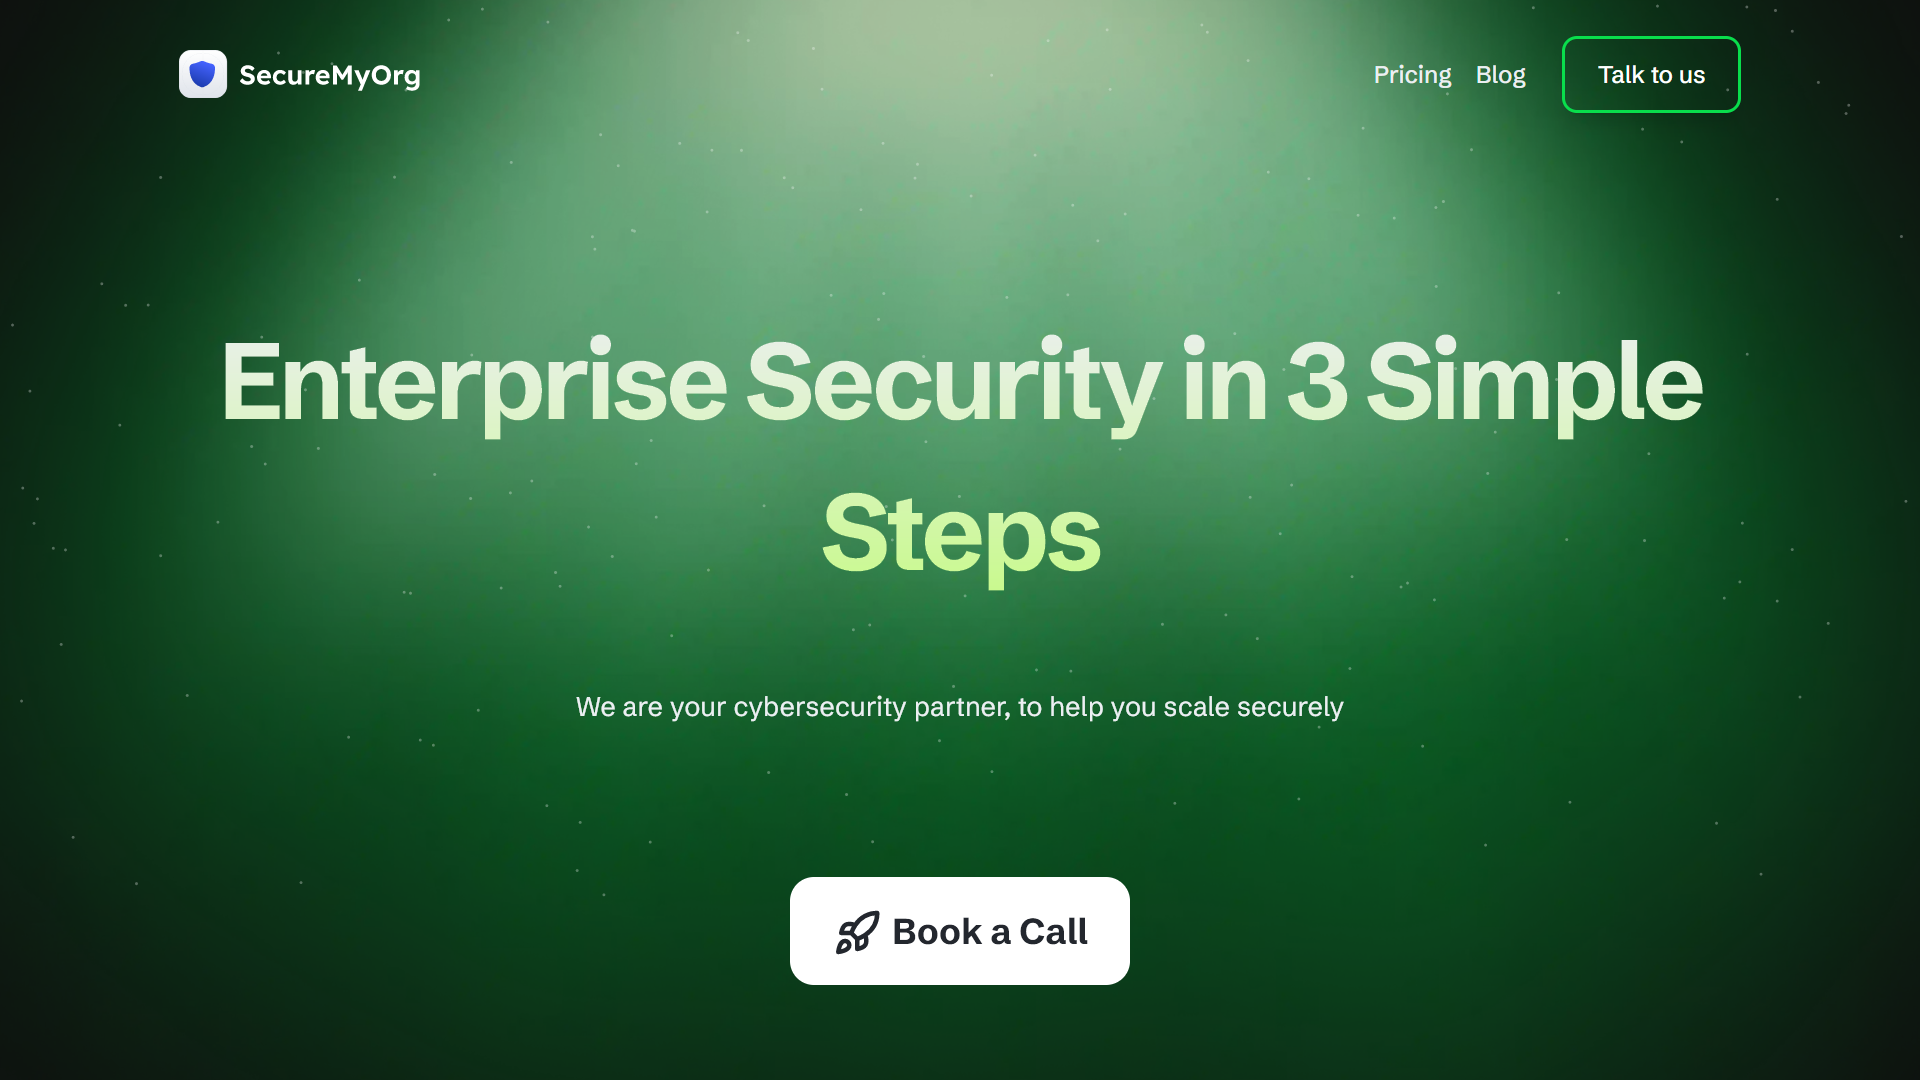 SecureMyOrg
Pricing
Blog
Talk to us
Enterprise Security in 3 Simple
Steps
We are your cybersecurity partner, to help you scale securely
Book a Call